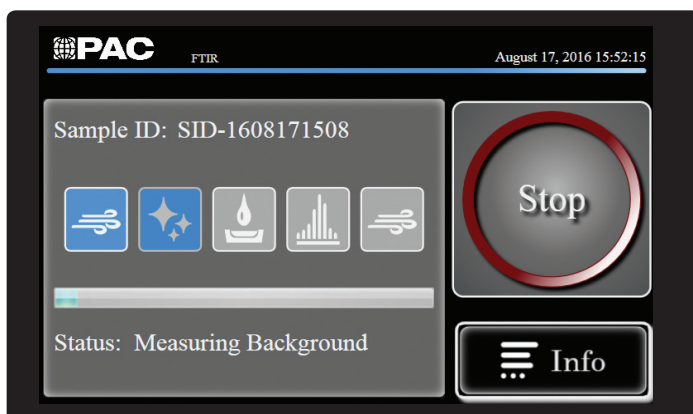 PAC
FTIR
August 17, 2016 15:52:15
Sample ID: SID-1608171508
Stop
Status: Measuring Background
Info